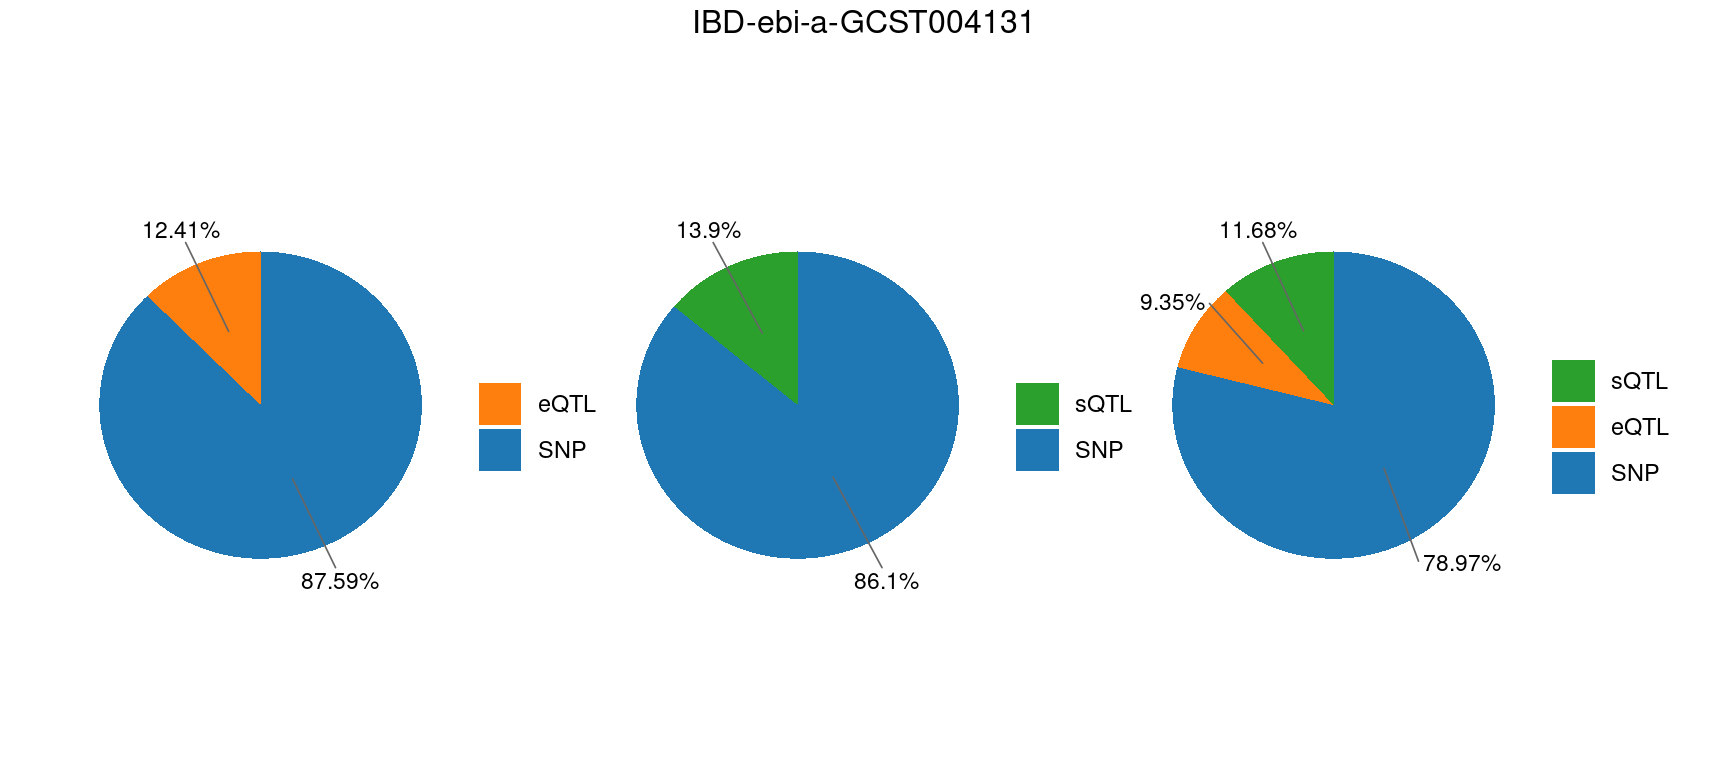 IBD-ebi-a-GCST004131
12.41%
87.59%
eQTL
SNP
13.9%
86.1%
sQTL
SNP
11.68%
9.35%
78.97%
sQTL
eQTL
SNP